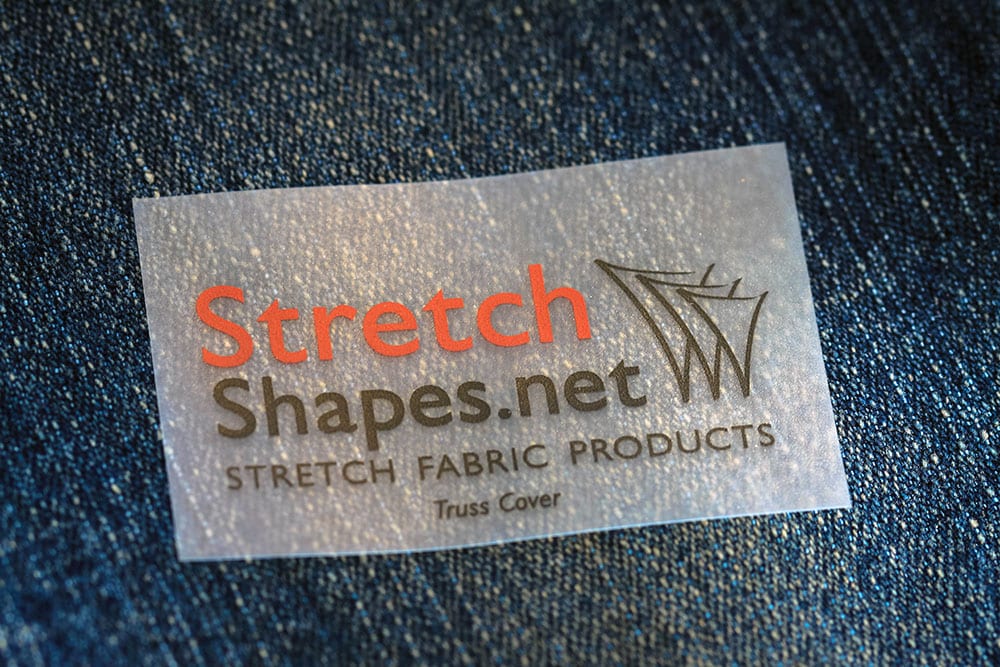 Stretch
Shapes.net
STRETCH FABRIC PRODUCTS
Truss Cover